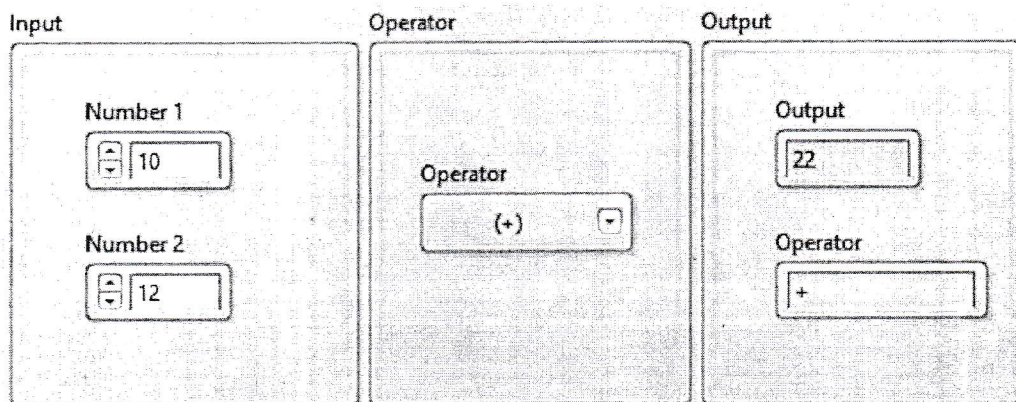 Input
Operator
Output
Number 1
10
Number 2
12
Operator
(+)
Output
22
Operator
+